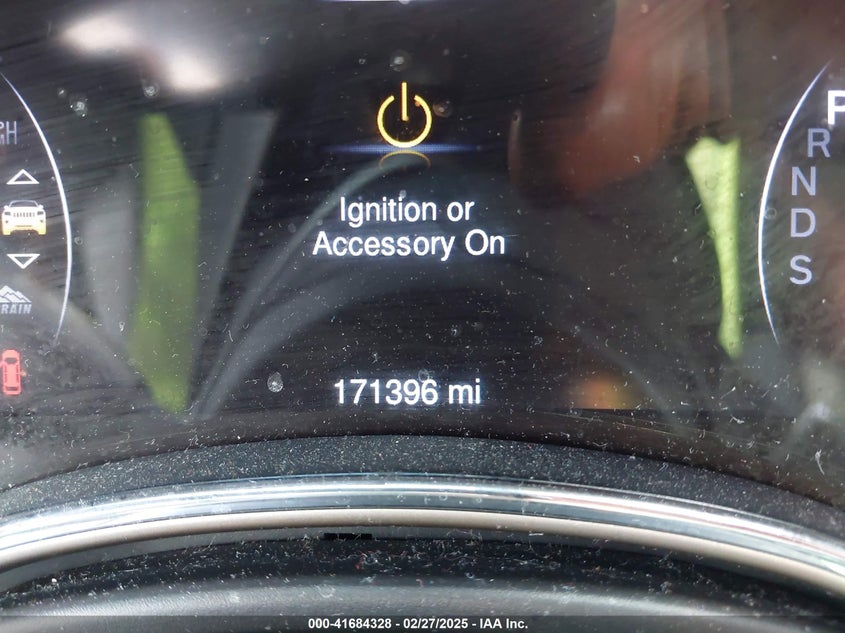 P
R
N
D
S
Ignition or
Accessory On
171396 mi
000-41684328 - 02/27/2025 - IAA Inc.